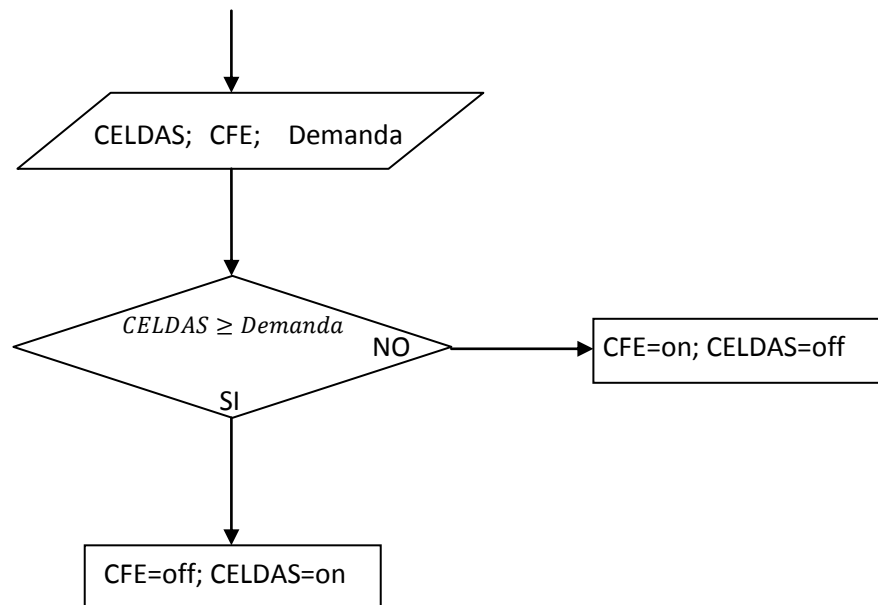 CELDAS; CFE; Demanda
CELDAS ≥ Demanda
NO
CFE=on; CELDAS=off
SI
CFE=off; CELDAS=on